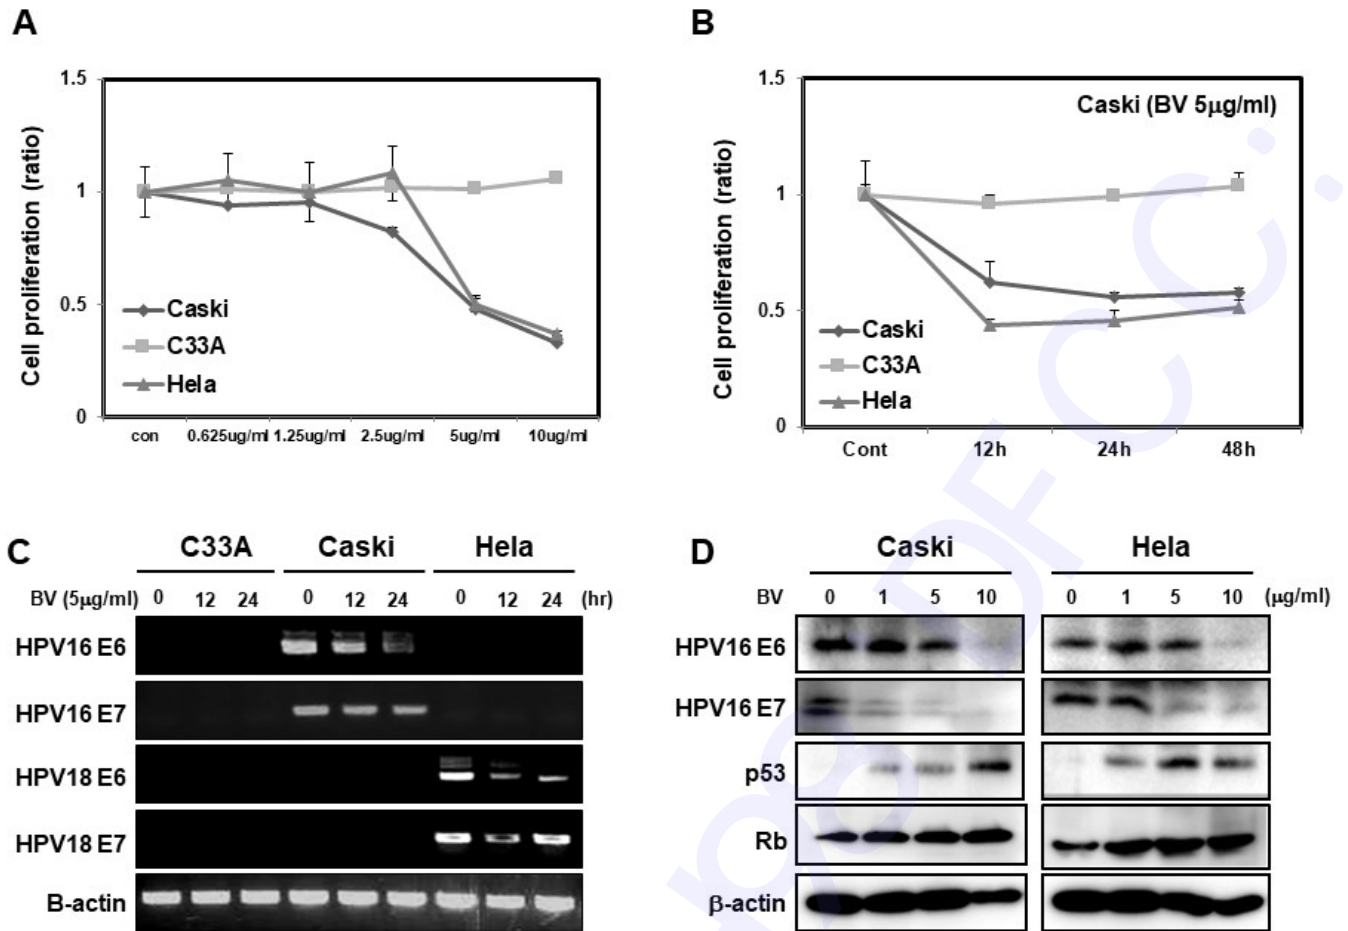 A
1.5
1
0.5
0
Cell proliferation (ratio)
Caski
C33A
Hela
con 0.625ug/ml 1.25ug/ml 2.5ug/ml 5ug/ml 10ug/ml
B
1.5
1
0.5
0
Cell proliferation (ratio)
Caski (BV 5μg/ml)
Caski
C33A
Hela
Cont 12h 24h 48h
C
C33A Caski Hela
BV (5μg/ml) 0 12 24 0 12 24 0 12 24 (hr)
HPV16 E6
HPV16 E7
HPV18 E6
HPV18 E7
B-actin
D
Caski Hela
BV 0 1 5 10 0 1 5 10 (μg/ml)
HPV16 E6
HPV16 E7
p53
Rb
β-actin